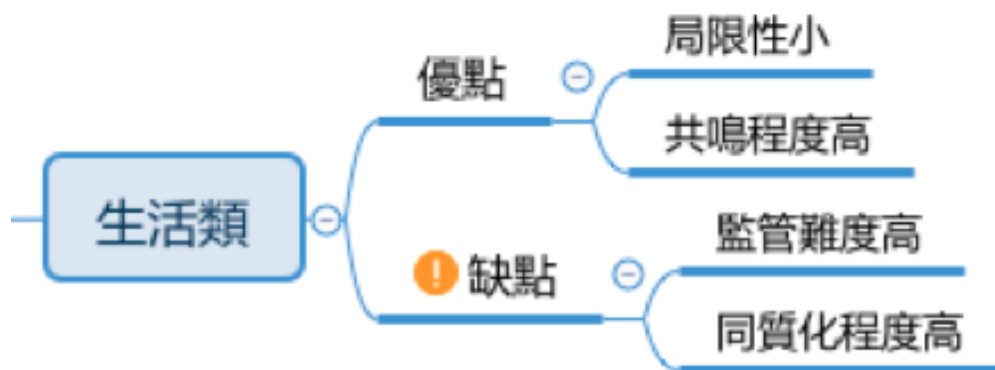 生活類
優點
局限性小
共鳴程度高
缺點
監管難度高
同質化程度高